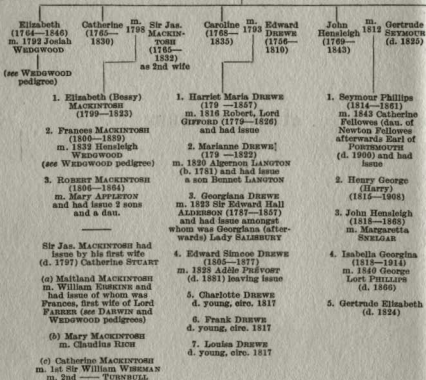 Elizabeth
(1764—1846)
m. 1792 Josiah
WEDGWOOD
(see WEDGWOOD
pedigree)
Catherine
(1765—
1830)
m.
1798
Sir Jas.
MACKIN-
TOSH
(1765—
1832)
as 2nd wife
1. Elizabeth (Bessy)
MACKINTOSH
(1799—1823)
2. Frances MACKINTOSH
(1800—1889)
m. 1832 Hensleigh
WEDGWOOD
(see WEDGWOOD pedigree)
3. ROBERT MACKINTOSH
(1806—1864)
m. Mary APPLETON
and had issue 2 sons
and a dau.
Sir Jas. MACKINTOSH had
issue by his first wife
(d. 1797) Catherine STUART
(a) Maitland MACKINTOSH
m. William ERSKINE and
had issue of whom was
Frances, first wife of Lord
FARRER (see DARWIN and
WEDGWOOD pedigrees)
(b) Mary MACKINTOSH
m. Claudius RICH
(c) Catherine MACKINTOSH
m. 1st Sir William WISEMAN
m. 2nd —— TURNBULL
Caroline
(1768—
1835)
m.
1793
Edward
DREWE
(1756—
1810)
1. Harriet Maria DREWE
(179 —1857)
m. 1816 Robert, Lord
GIFFORD (1779—1826)
and had issue
2. Marianne DREWE
(179 —1822)
m. 1820 Algernon LANGTON
(b. 1781) and had issue
a son Bennet LANGTON
3. Georgiana DREWE
m. 1823 Sir Edward Hall
ALDERSON (1787—1857)
and had issue amongst
whom was Georgiana (after-
wards) Lady SALISBURY
4. Edward Simcoe DREWE
(1805—1877)
m. 1828 Adèle PRÉVOST
(d. 1881) leaving issue
5. Charlotte DREWE
d. young, circ. 1817
6. Frank DREWE
d. young, circ. 1817
7. Louisa DREWE
d. young, circ. 1817
John
Hensleigh
(1769—
1843)
m.
1812
Gertrude
SEYMOUR
(d. 1825)
1. Seymour Phillips
(1814—1861)
m. 1843 Catherine
Fellowes (dau. of
Newton Fellowes
afterwards Earl of
PORTSMOUTH
(d. 1900) and had
issue
2. Henry George
(Harry)
(1815—1908)
3. John Hensleigh
(1818—1868)
m. Margaretta
SNELGAR
4. Isabella Georgina
(1818—1914)
m. 1840 George
Lort PHILLIPS
(d. 1866)
5. Gertrude Elizabeth
(d. 1824)